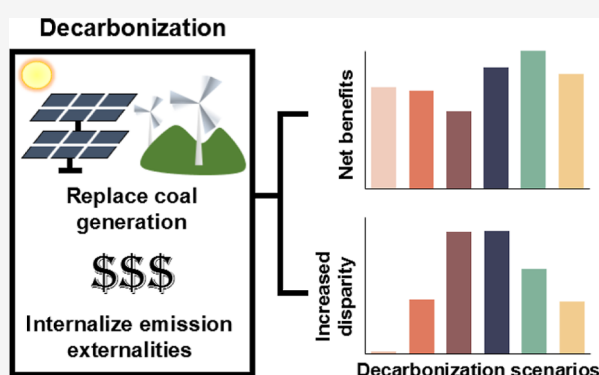 Decarbonization
Replace coal
generation
$$$
Internalize emission
externalities
Net benefits
Increased
disparity
Decarbonization scenarios